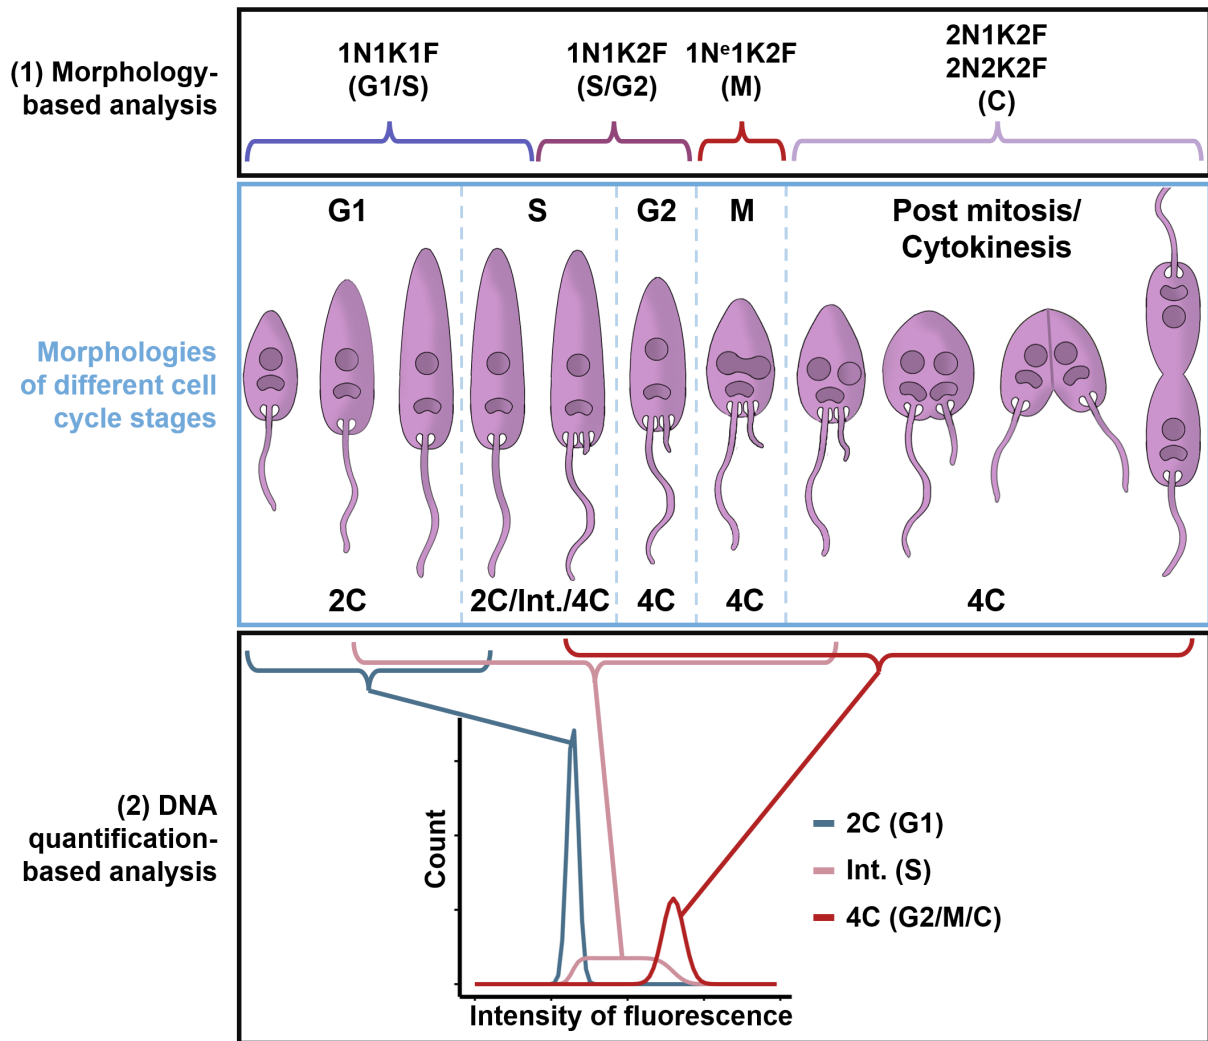 (1) Morphology-
based analysis
1N1K1F
(G1/S)
1N1K2F
(S/G2)
1Nᵉ1K2F
(M)
2N1K2F
2N2K2F
(C)
Morphologies
of different cell
cycle stages
G1
S
G2
M
Post mitosis/
Cytokinesis
2C
2C/Int./4C
4C
4C
4C
(2) DNA
quantification-
based analysis
Count
Intensity of fluorescence
2C (G1)
Int. (S)
4C (G2/M/C)